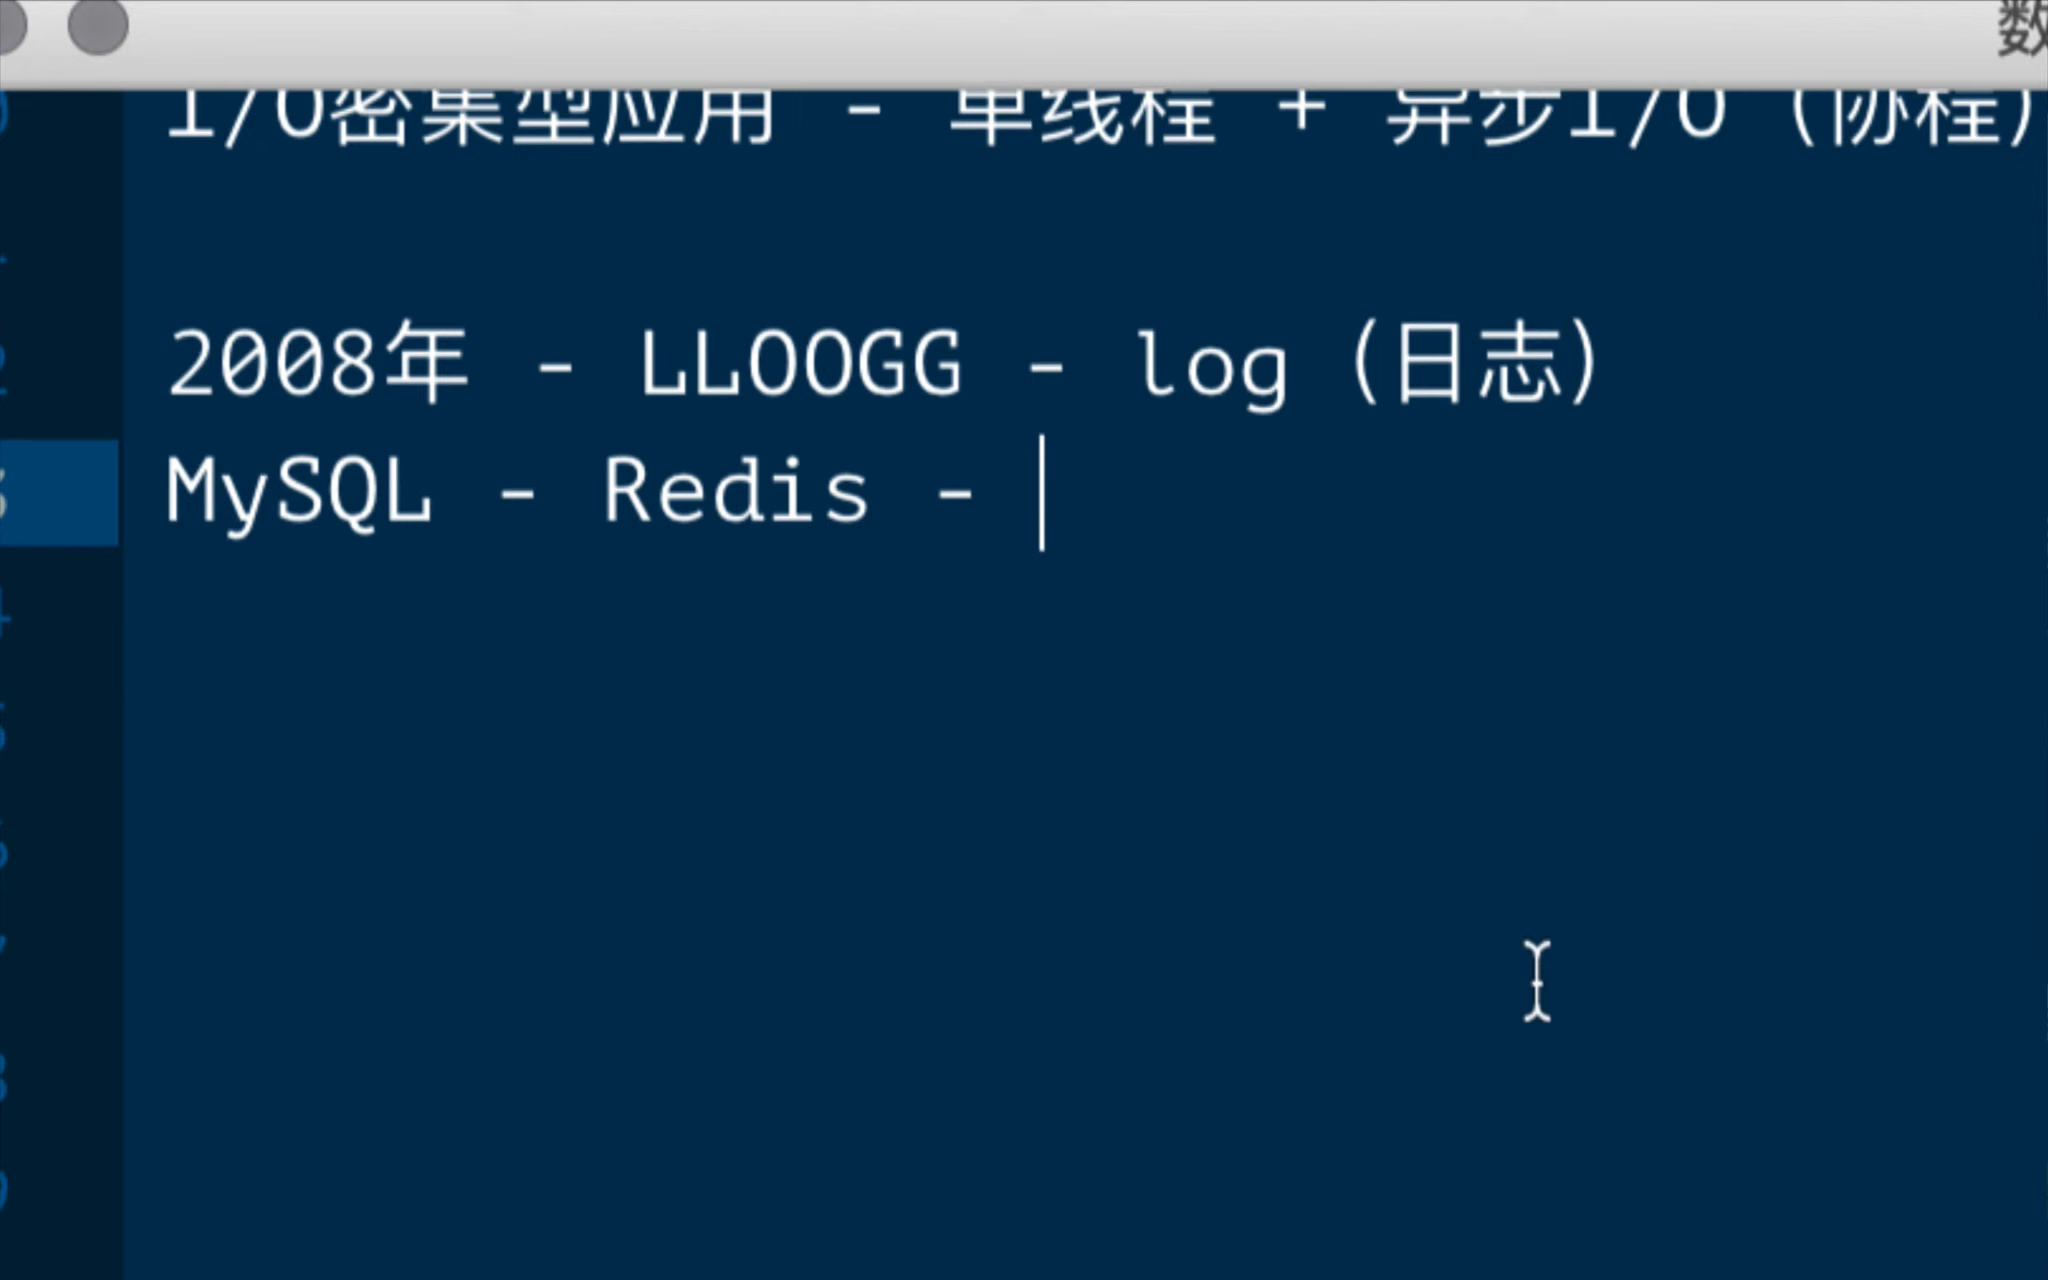 数
I/O密集型应用 - 单线程 + 异步I/O（协程）
2008年 - LLOOGG - log（日志）
MySQL - Redis -